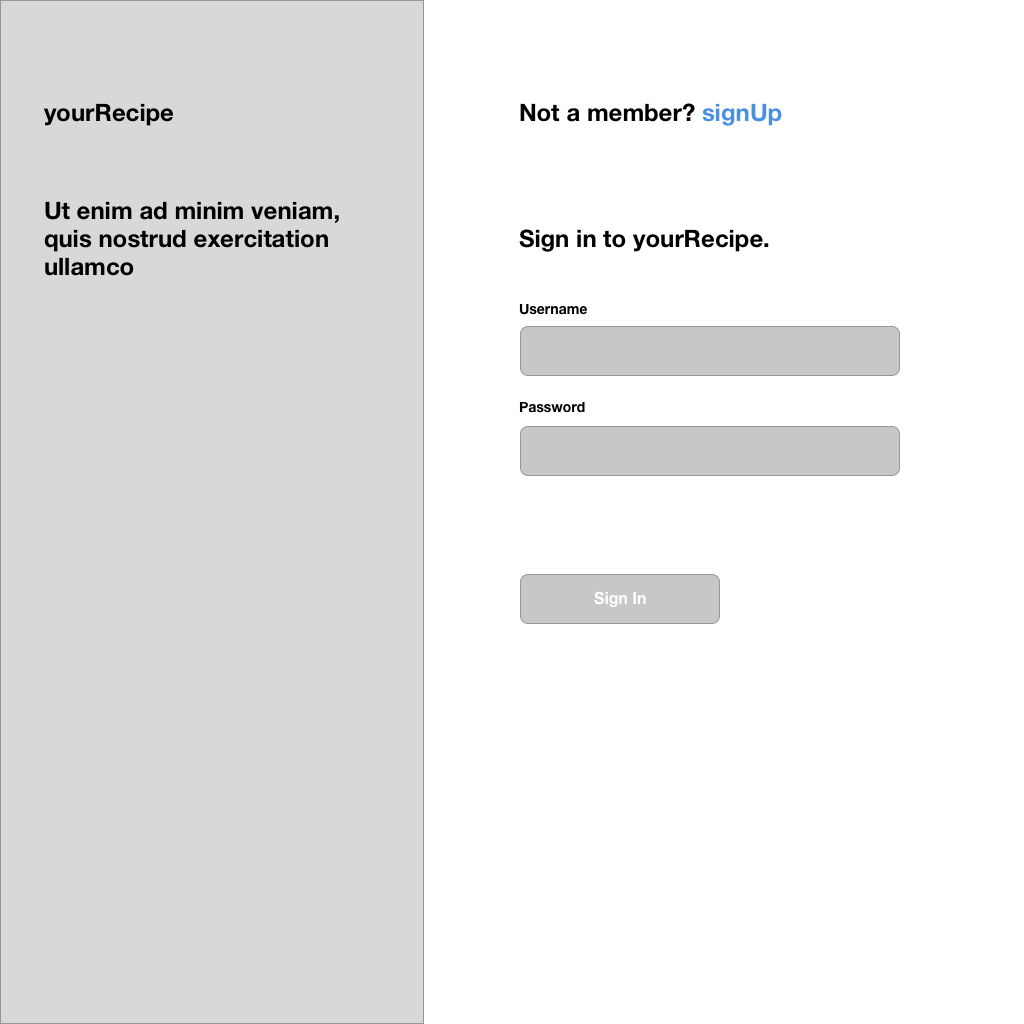 yourRecipe
Ut enim ad minim veniam,
quis nostrud exercitation
ullamco
Not a member? signUp
Sign in to yourRecipe.
Username
Password
Sign In